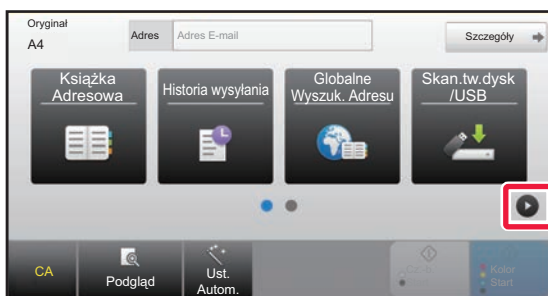 Oryginał
A4
Adres
Adres E-mail
Szczegóły
Książka
Adresowa
Historia wysyłania
Globalne
Wyszuk. Adresu
Skan.tw.dysk
/USB
CA
Podgląd
Ust.
Autom.
Kolor
Start